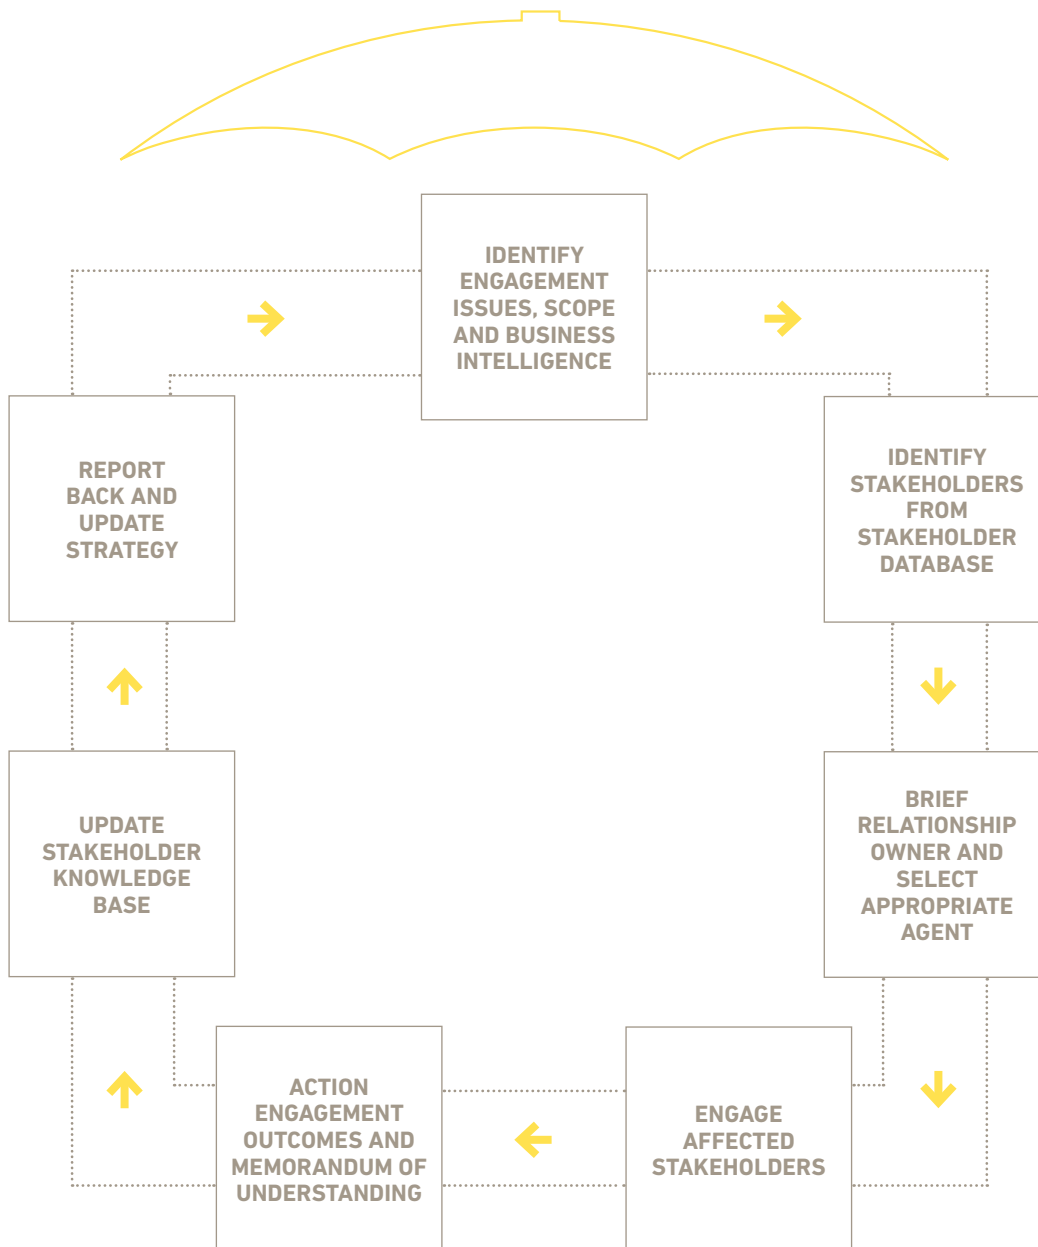 IDENTIFY
ENGAGEMENT
ISSUES, SCOPE
AND BUSINESS
INTELLIGENCE
IDENTIFY
STAKEHOLDERS
FROM
STAKEHOLDER
DATABASE
BRIEF
RELATIONSHIP
OWNER AND
SELECT
APPROPRIATE
AGENT
ENGAGE
AFFECTED
STAKEHOLDERS
ACTION
ENGAGEMENT
OUTCOMES AND
MEMORANDUM OF
UNDERSTANDING
UPDATE
STAKEHOLDER
KNOWLEDGE
BASE
REPORT
BACK AND
UPDATE
STRATEGY